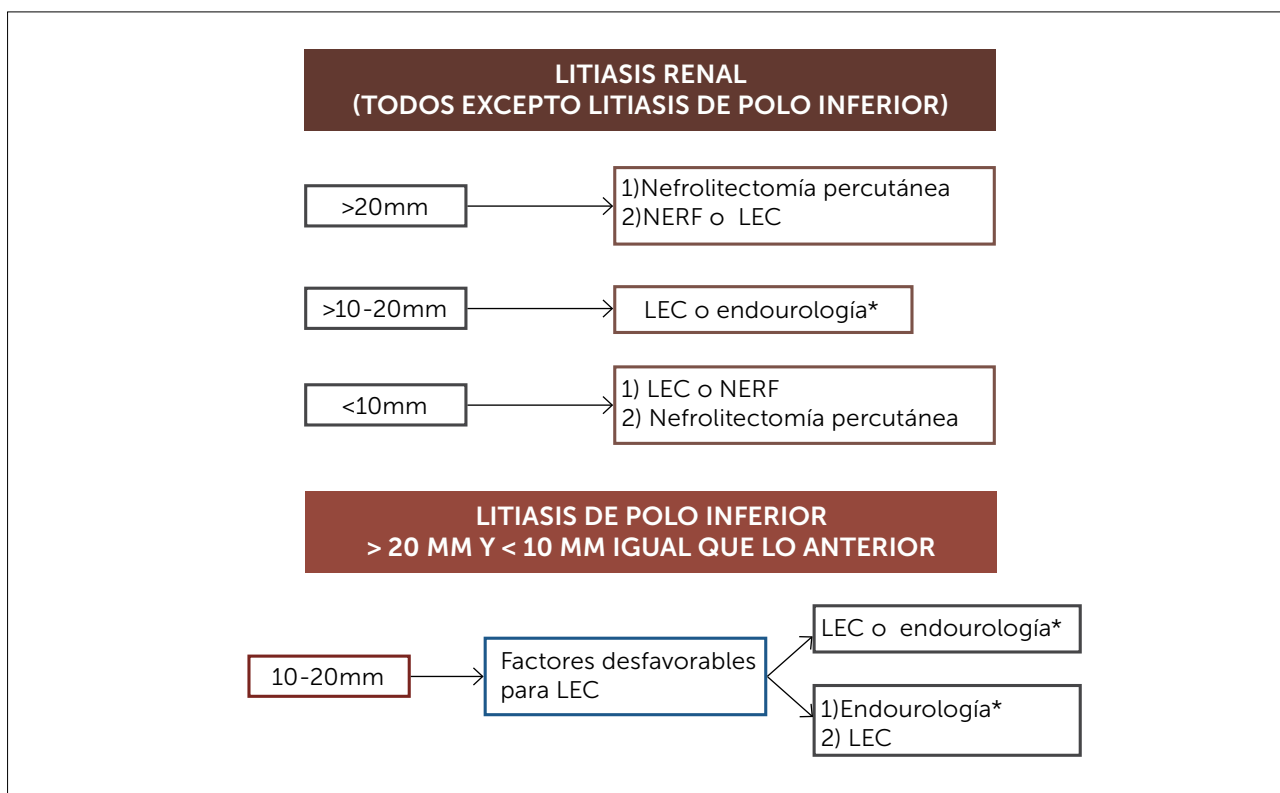 LITIASIS RENAL
(TODOS EXCEPTO LITIASIS DE POLO INFERIOR)
>20mm
1)Nefrolitectomía percutánea
2)NERF o LEC
>10-20mm
LEC o endourología*
<10mm
1) LEC o NERF
2) Nefrolitectomía percutánea
LITIASIS DE POLO INFERIOR
> 20 MM Y < 10 MM IGUAL QUE LO ANTERIOR
10-20mm
Factores desfavorables
para LEC
LEC o endourología*
1)Endourología*
2) LEC